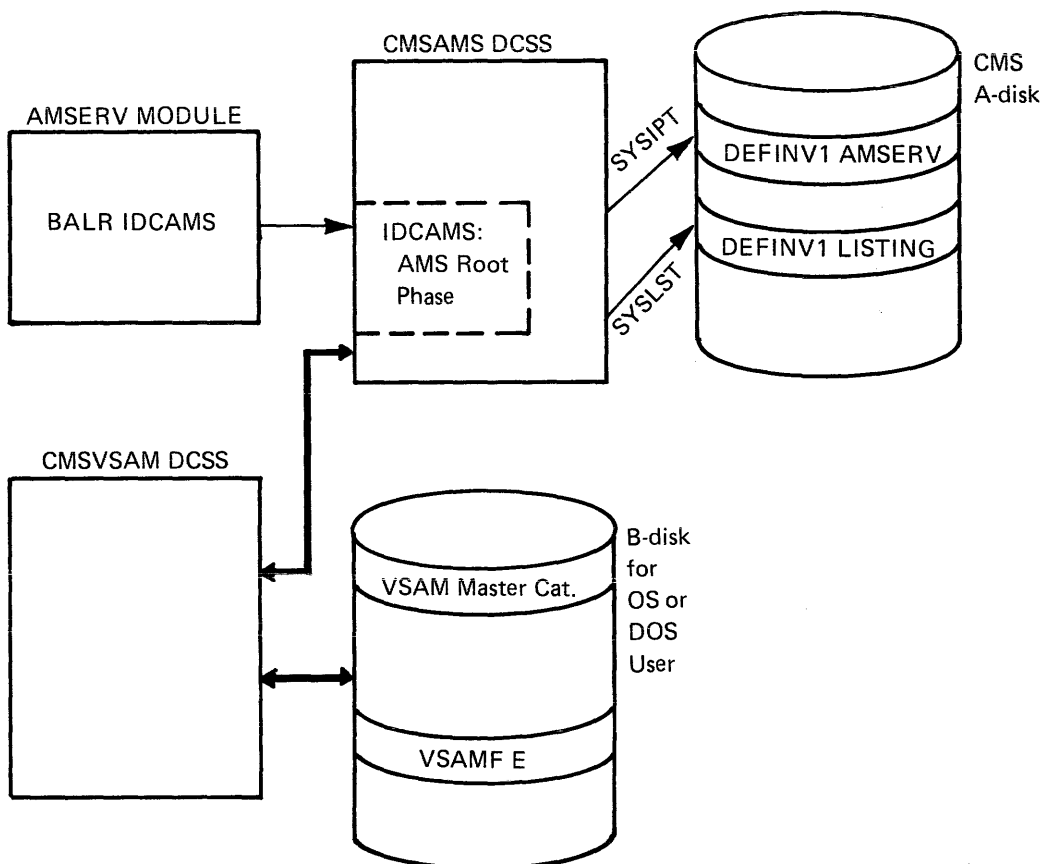 CMSAMS DCSS
CMS
A-disk
AMSERV MODULE
SYSIPT
DEFINV1 AMSERV
BALR IDCAMS
IDCAMS:
AMS Root
Phase
DEFINV1 LISTING
SYSLST
CMSVSAM DCSS
B-disk
for
OS or
DOS
User
VSAM Master Cat.
VSAMF E